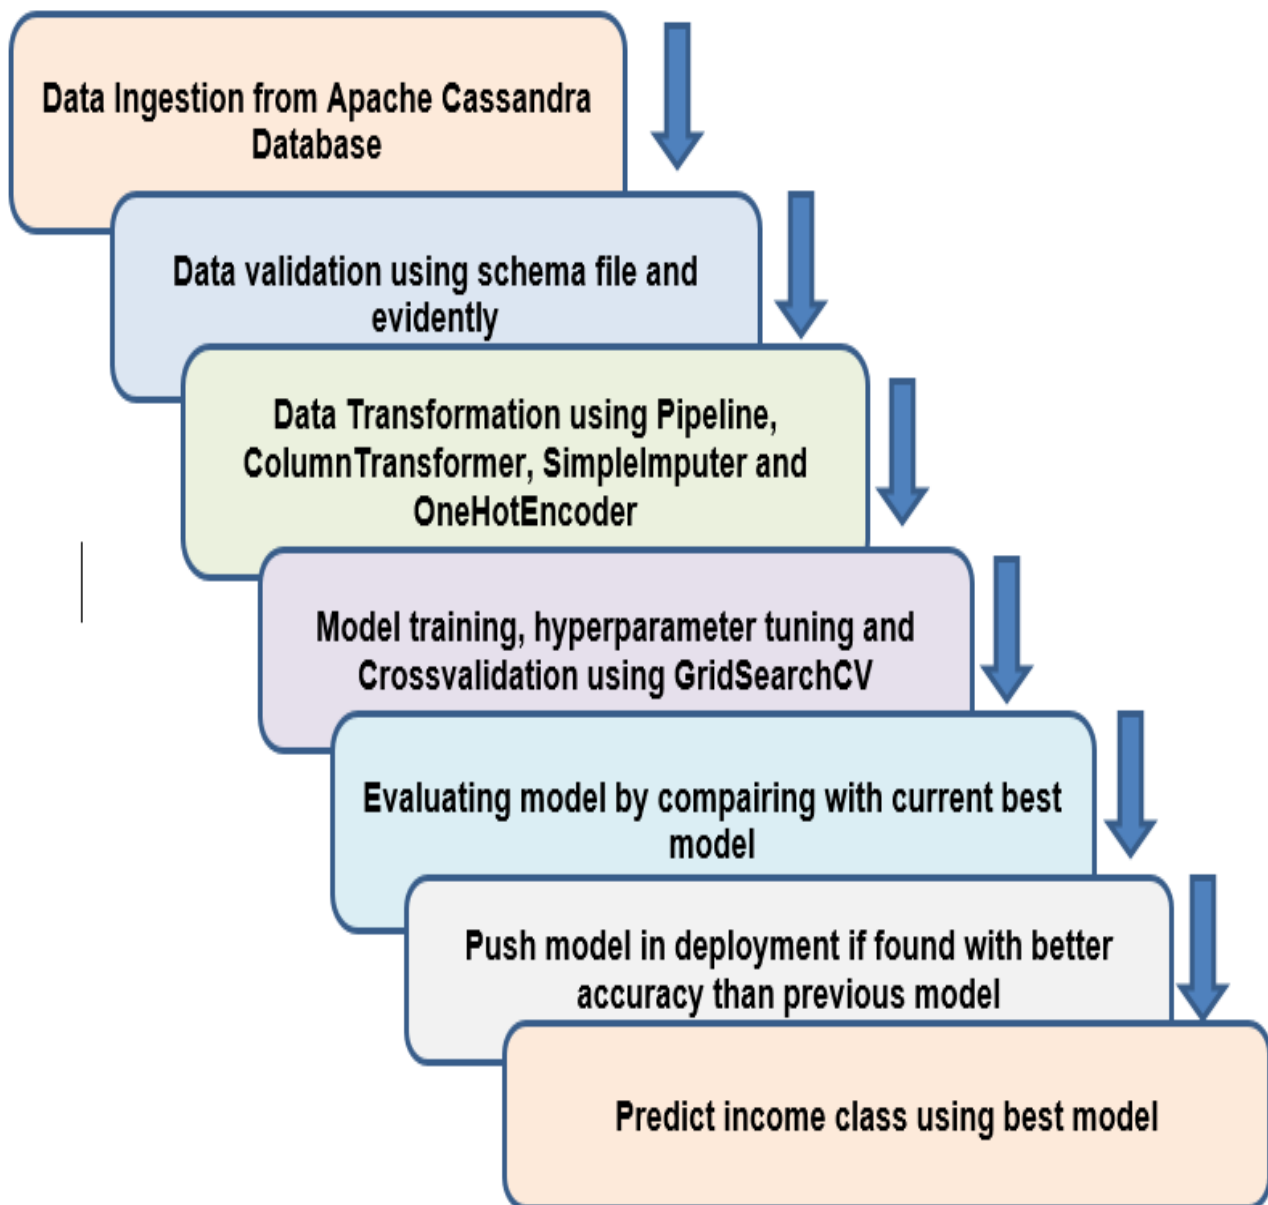 Data Ingestion from Apache Cassandra
Database
Data validation using schema file and
evidently
Data Transformation using Pipeline,
ColumnTransformer, SimpleImputer and
OneHotEncoder
Model training, hyperparameter tuning and
Crossvalidation using GridSearchCV
Evaluating model by compairing with current best
model
Push model in deployment if found with better
accuracy than previous model
Predict income class using best model